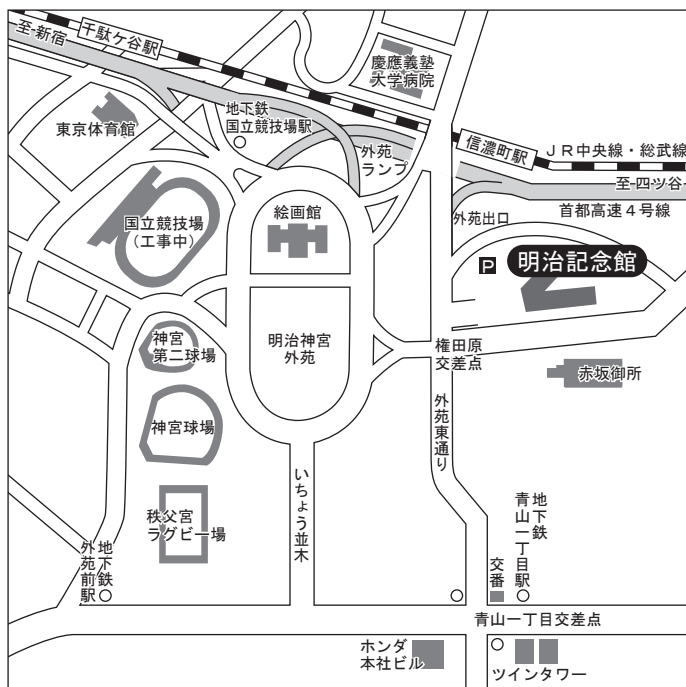 至 新宿
千駄ケ谷駅
慶應義塾
大学病院
東京体育館
地下鉄
国立競技場駅
外苑
ランプ
信濃町駅
JR中央線・総武線
至 四ツ谷
首都高速4号線
外苑出口
国立競技場
(工事中)
絵画館
P
明治記念館
神宮
第二球場
明治神宮
外苑
権田原
交差点
赤坂御所
神宮球場
外苑東通り
いちょう並木
秩父宮
ラグビー場
地下鉄
外苑前駅
地下鉄
青山一丁目駅
交番
青山一丁目交差点
ホンダ
本社ビル
ツインタワー